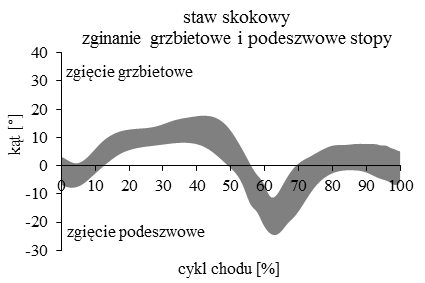 staw skokowy
zginanie grzbietowe i podeszwowe stopy
40
30
20
10
0
-10
-20
-30
kąt [°]
zgięcie grzbietowe
zgięcie podeszwowe
0 10 20 30 40 50 60 70 80 90 100
cykl chodu [%]